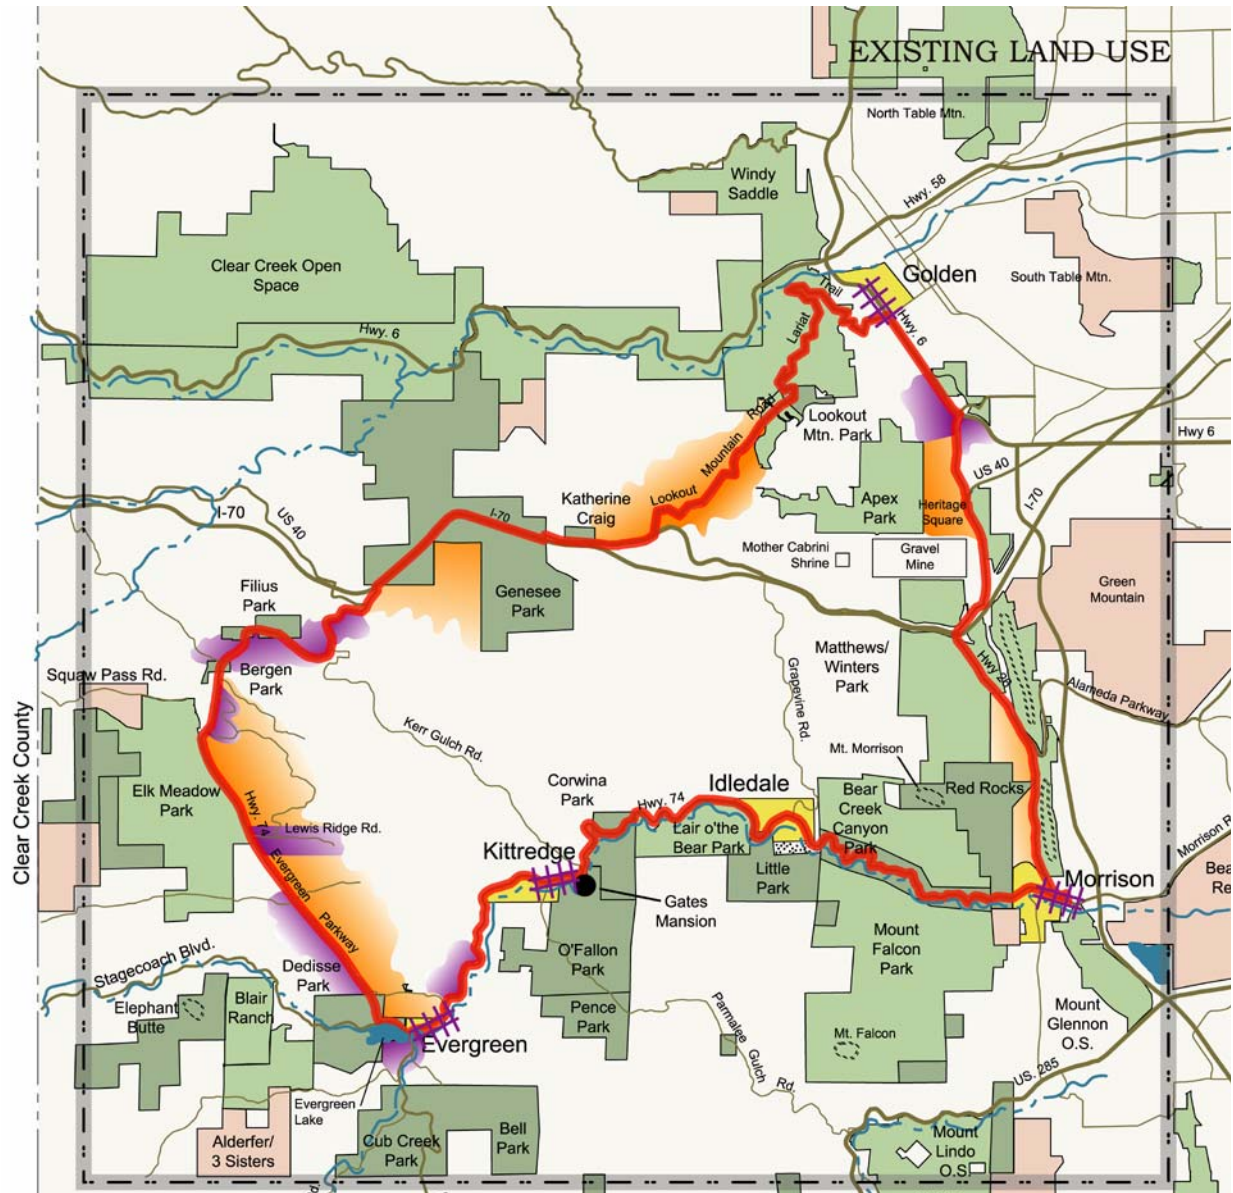 EXISTING LAND USE
North Table Mtn.
Windy
Saddle
Hwy. 58
Clear Creek Open
Space
Golden
South Table Mtn.
Trail
Hwy. 6
Lariat
Hwy. 6
Road
Lookout
Mtn. Park
Hwy 6
Mountain
US 40
Lookout
Katherine
Craig
Apex
Park
Heritage
Square
I-70
I-70
US 40
I-70
Mother Cabrini
Shrine
Gravel
Mine
Green
Mountain
Filius
Park
Genesee
Park
Matthews/
Winters
Park
Squaw Pass Rd.
Bergen
Park
Grapevine Rd.
Alameda Parkway
Kerr Gulch Rd.
Mt. Morrison
Clear Creek County
Elk Meadow
Park
Corwina
Park
Idledale
Hwy. 74
Bear
Creek
Canyon
Park
Red Rocks
Hwy. 74
Lewis Ridge Rd.
Lair o'the
Bear Park
Kittredge
Little
Park
Morrison
Evergreen
Parkway
Gates
Mansion
Mount
Falcon
Park
O'Fallon
Park
Stagecoach Blvd.
Dedisse
Park
Elephant
Butte
Blair
Ranch
Pence
Park
Parmalee
Gulch
Rd.
Mt. Falcon
Mount
Glennon
O.S.
Evergreen
US. 285
Evergreen
Lake
Alderfer/
3 Sisters
Cub Creek
Park
Bell
Park
Mount
Lindo
O.S.